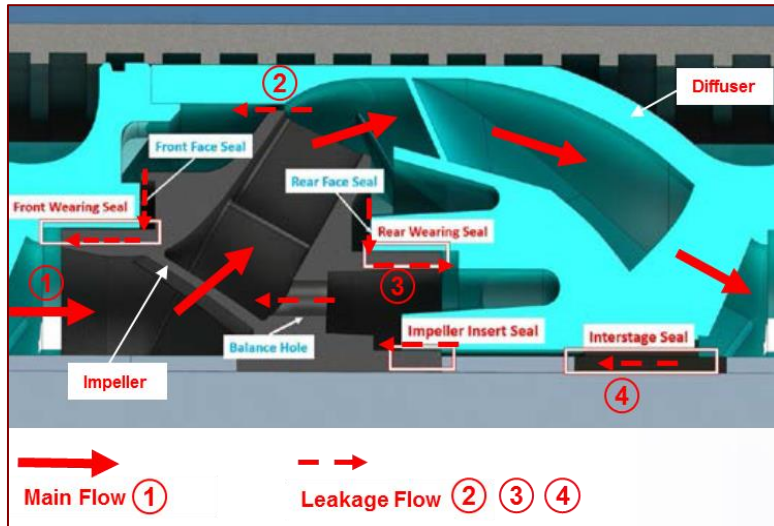 2
Diffuser
Front Face Seal
Rear Face Seal
Front Wearing Seal
Rear Wearing Seal
1
3
Balance Hole
Impeller Insert Seal
Interstage Seal
Impeller
4
Main Flow 1
Leakage Flow 2 3 4